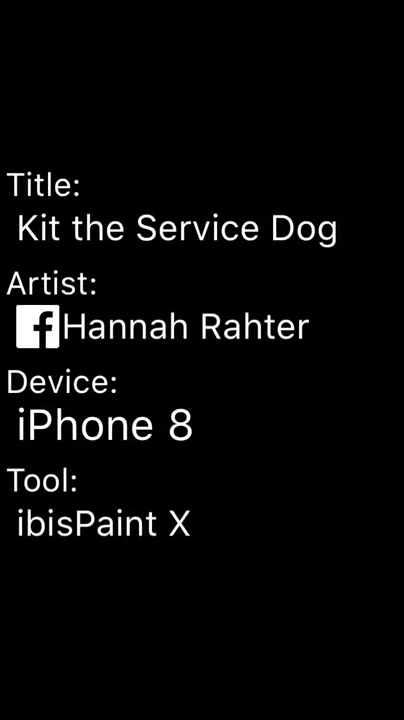 Title:
Kit the Service Dog
Artist:
Hannah Rahter
Device:
iPhone 8
Tool:
ibisPaint X